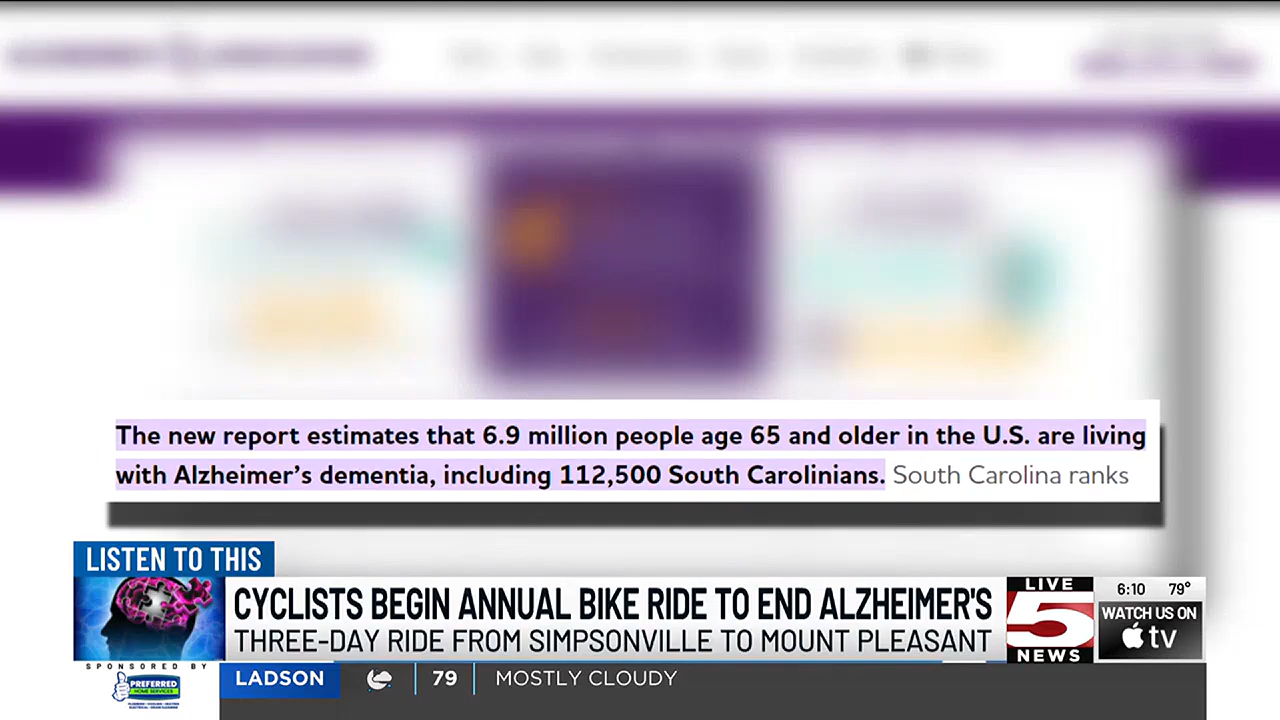 The new report estimates that 6.9 million people age 65 and older in the U.S. are living
with Alzheimer's dementia, including 112,500 South Carolinians. South Carolina ranks
LISTEN TO THIS
CYCLISTS BEGIN ANNUAL BIKE RIDE TO END ALZHEIMER'S
THREE-DAY RIDE FROM SIMPSONVILLE TO MOUNT PLEASANT
LIVE
5
NEWS
6:10 79°
WATCH US ON
tv
SPONSORED BY
PREFERRED
HOME SERVICES
LADSON 79 MOSTLY CLOUDY